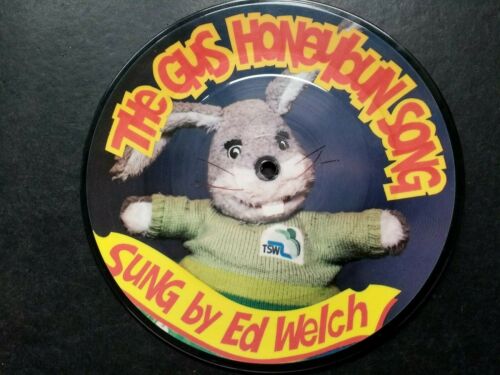 THE GUS HONEYBUN SONG
TSW
SUNG by Ed Welch